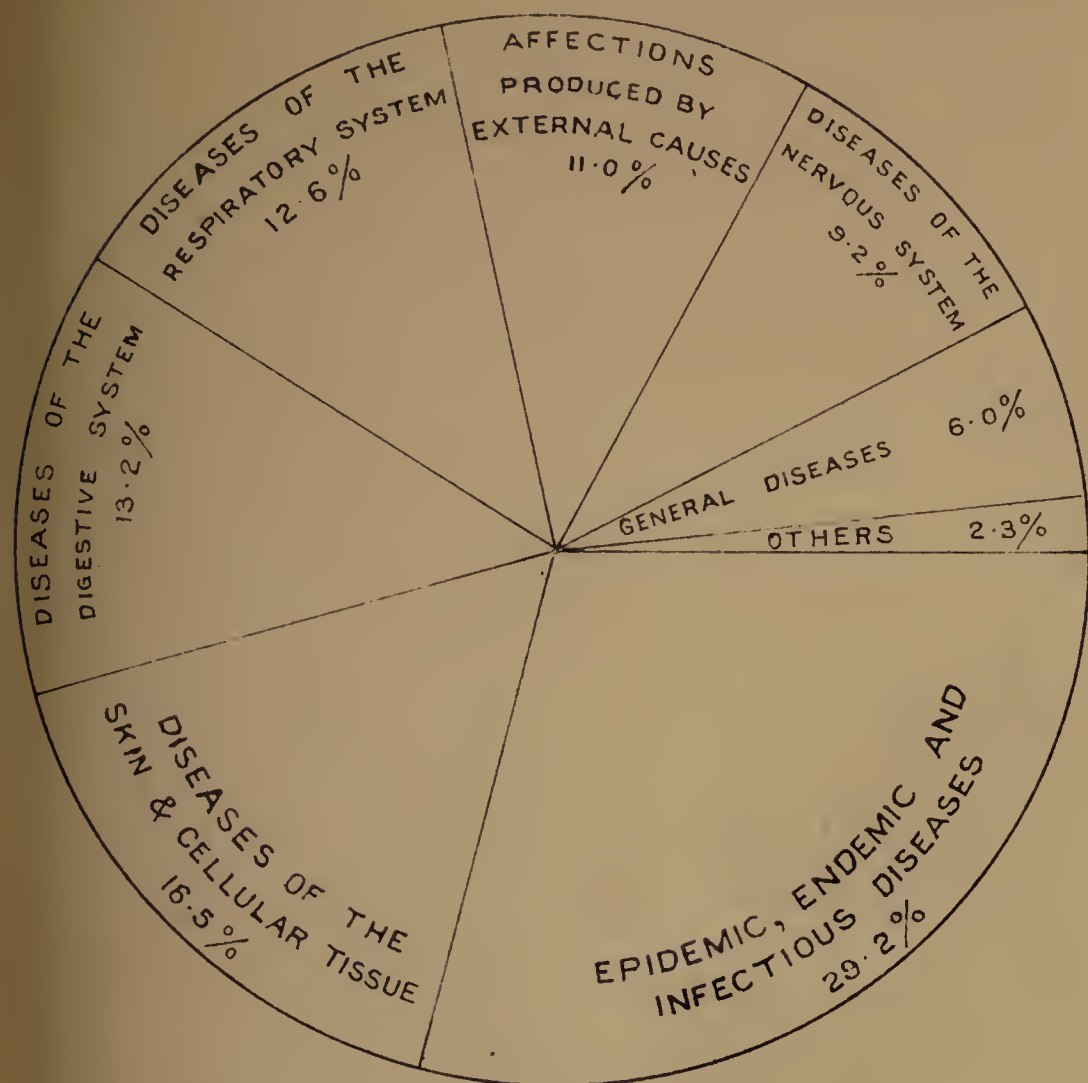 AFFECTIONS
PRODUCED BY
EXTERNAL CAUSES
11.0%
DISEASES OF THE
NERVOUS SYSTEM
9.2%
GENERAL DISEASES 6.0%
OTHERS 2.3%
EPIDEMIC, ENDEMIC AND
INFECTIOUS DISEASES
29.2%
DISEASES OF THE
SKIN & CELLULAR TISSUE
16.5%
DISEASES OF THE
DIGESTIVE SYSTEM
13.2%
DISEASES OF THE
RESPIRATORY SYSTEM
12.6%